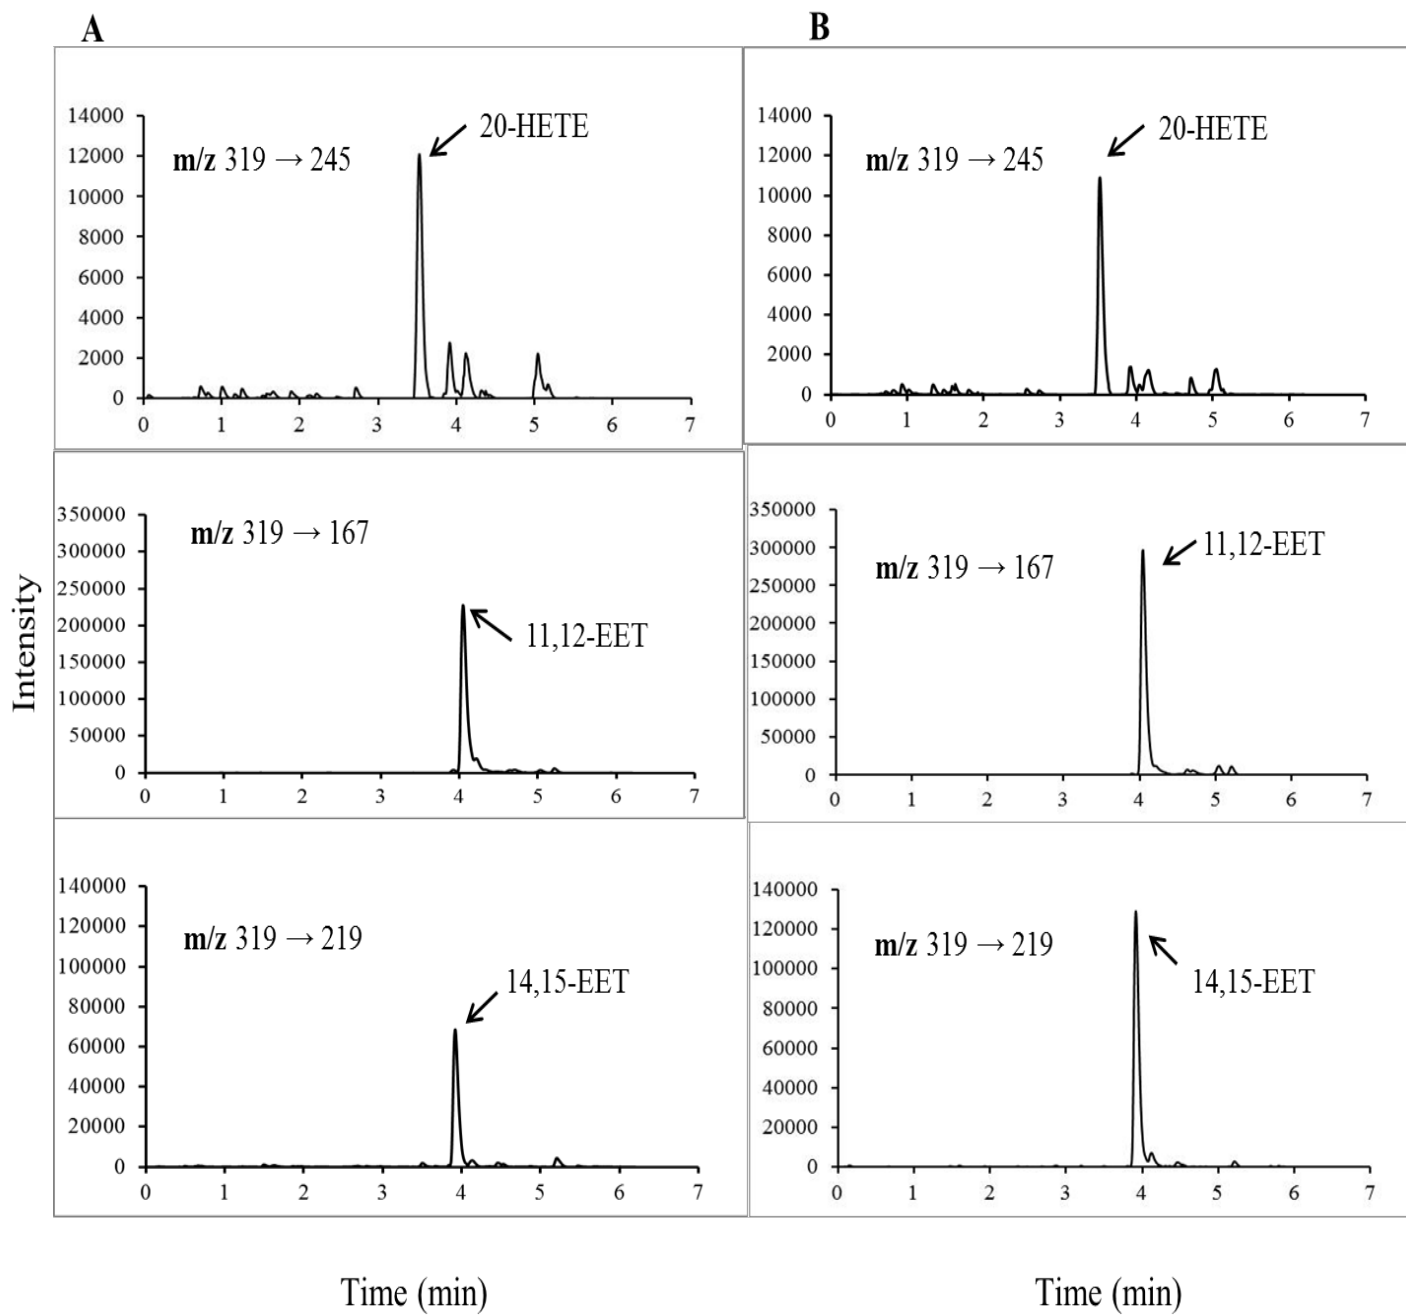 A
B
14000
12000
10000
8000
6000
4000
2000
0
0 1 2 3 4 5 6 7
m/z 319 → 245
20-HETE
14000
12000
10000
8000
6000
4000
2000
0
0 1 2 3 4 5 6 7
m/z 319 → 245
20-HETE
Intensity
350000
300000
250000
200000
150000
100000
50000
0
0 1 2 3 4 5 6 7
m/z 319 → 167
11,12-EET
350000
300000
250000
200000
150000
100000
50000
0
0 1 2 3 4 5 6 7
m/z 319 → 167
11,12-EET
140000
120000
100000
80000
60000
40000
20000
0
0 1 2 3 4 5 6 7
m/z 319 → 219
14,15-EET
140000
120000
100000
80000
60000
40000
20000
0
0 1 2 3 4 5 6 7
m/z 319 → 219
14,15-EET
Time (min)
Time (min)